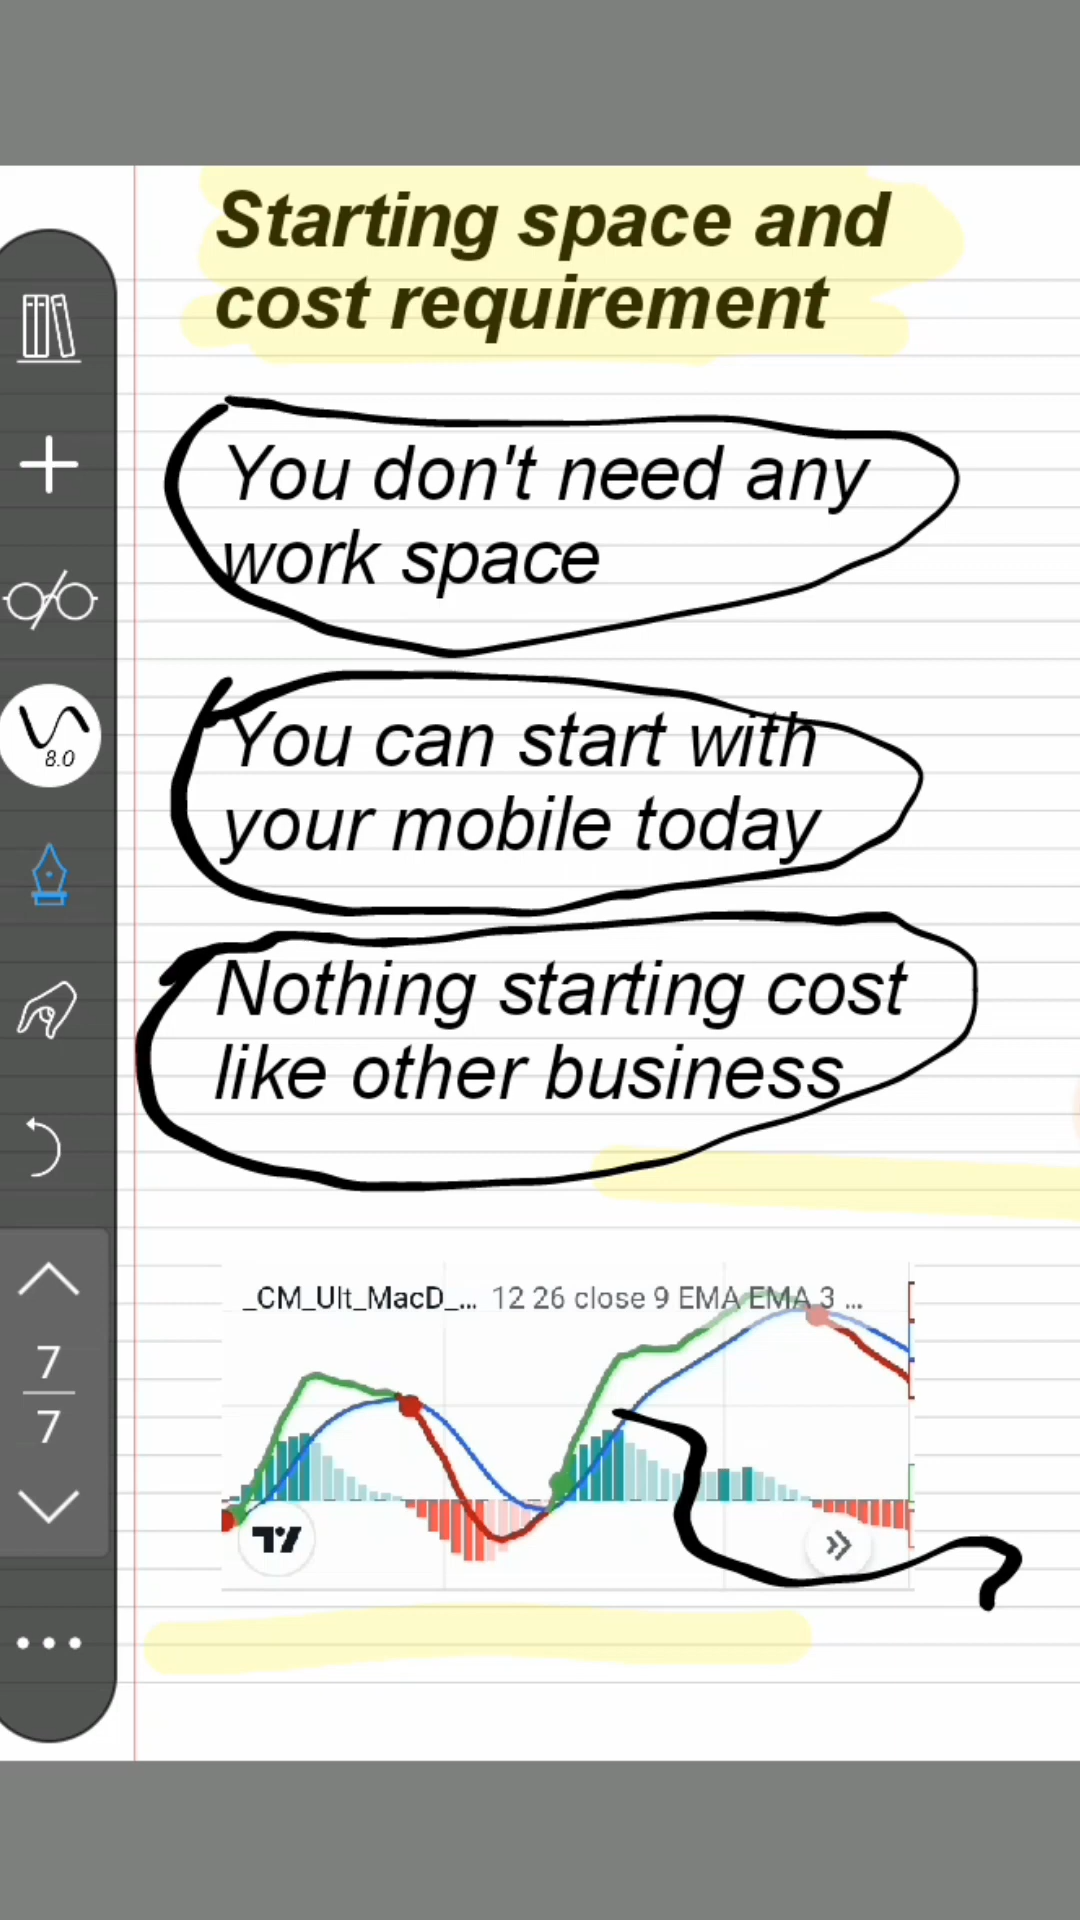 Starting space and
cost requirement
You don't need any
work space
You can start with
your mobile today
Nothing starting cost
like other business
_CM_Ult_MacD_... 12 26 close 9 EMA EMA 3 ...
8.0
7
7